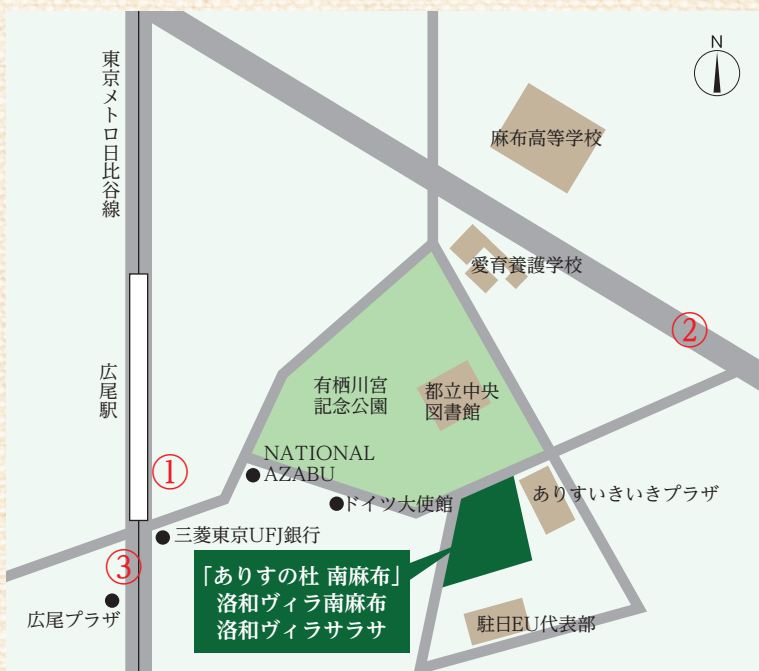 N
東京メトロ日比谷線
麻布高等学校
愛育養護学校
②
広尾駅
有栖川宮
記念公園
都立中央
図書館
①
NATIONAL
AZABU
ドイツ大使館
ありすいきいきプラザ
三菱東京UFJ銀行
③
広尾プラザ
「ありすの杜 南麻布」
洛和ヴィラ南麻布
洛和ヴィラサラサ
駐日EU代表部